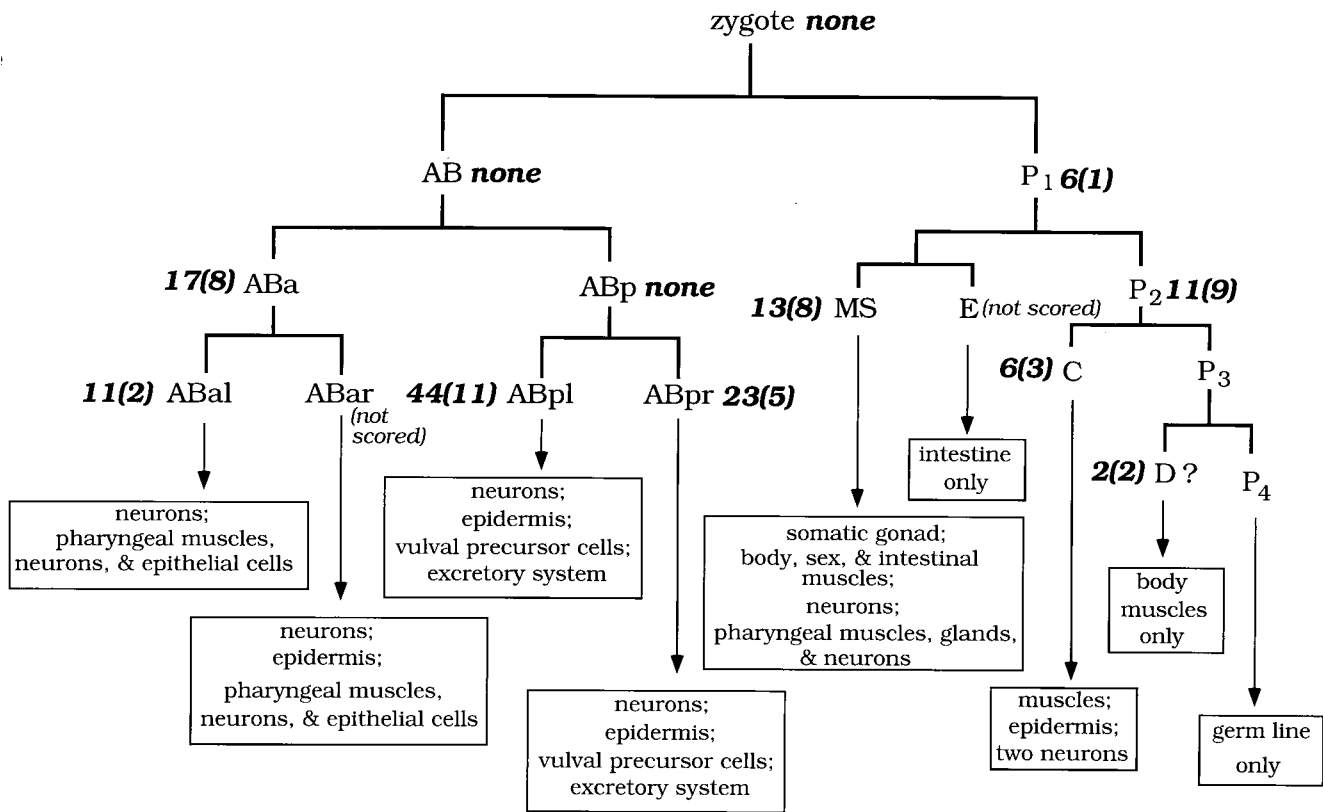 zygote none
AB none
P1 6(1)
17(8) ABa
ABp none
13(8) MS
E (not scored)
P2 11(9)
11(2) ABal
ABar
(not
scored)
44(11) ABpl
ABpr 23(5)
6(3) C
P3
2(2) D ?
P4
neurons;
pharyngeal muscles,
neurons, & epithelial cells
neurons;
epidermis;
pharyngeal muscles,
neurons, & epithelial cells
neurons;
epidermis;
vulval precursor cells;
excretory system
neurons;
epidermis;
vulval precursor cells;
excretory system
somatic gonad;
body, sex, & intestinal
muscles;
neurons;
pharyngeal muscles, glands,
& neurons
intestine
only
muscles;
epidermis;
two neurons
body
muscles
only
germ line
only